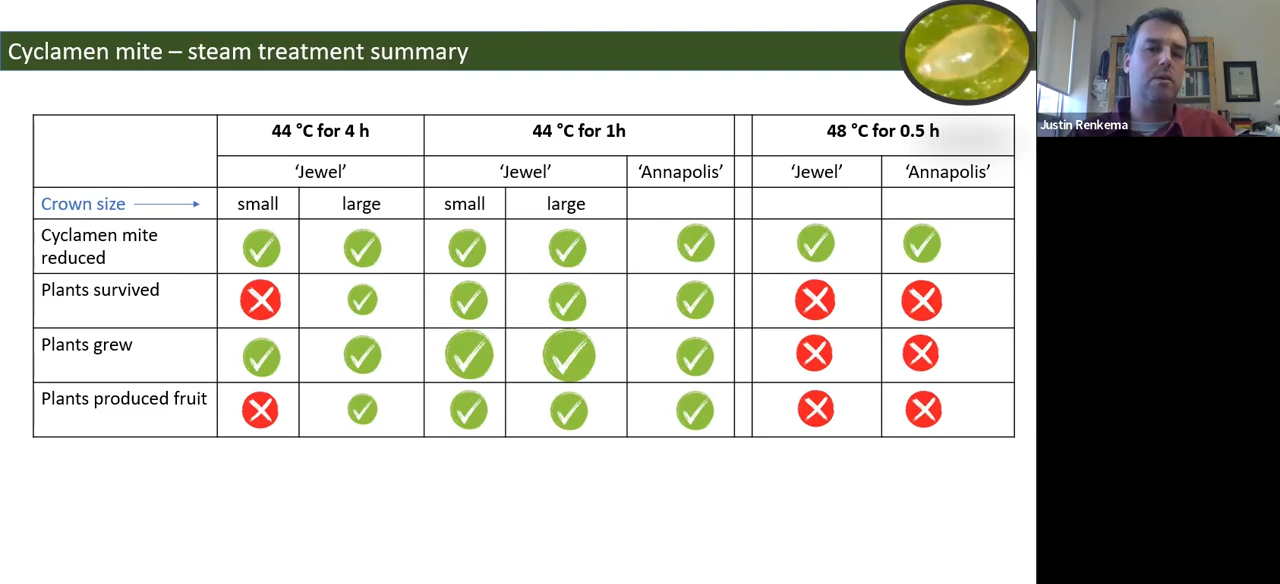 Cyclamen mite – steam treatment summary
Justin Renkema
44 °C for 4 h 44 °C for 1h 48 °C for 0.5 h
‘Jewel’ ‘Jewel’ ‘Annapolis’ ‘Jewel’ ‘Annapolis’
Crown size small large small large
Cyclamen mite
reduced
Plants survived
Plants grew
Plants produced fruit